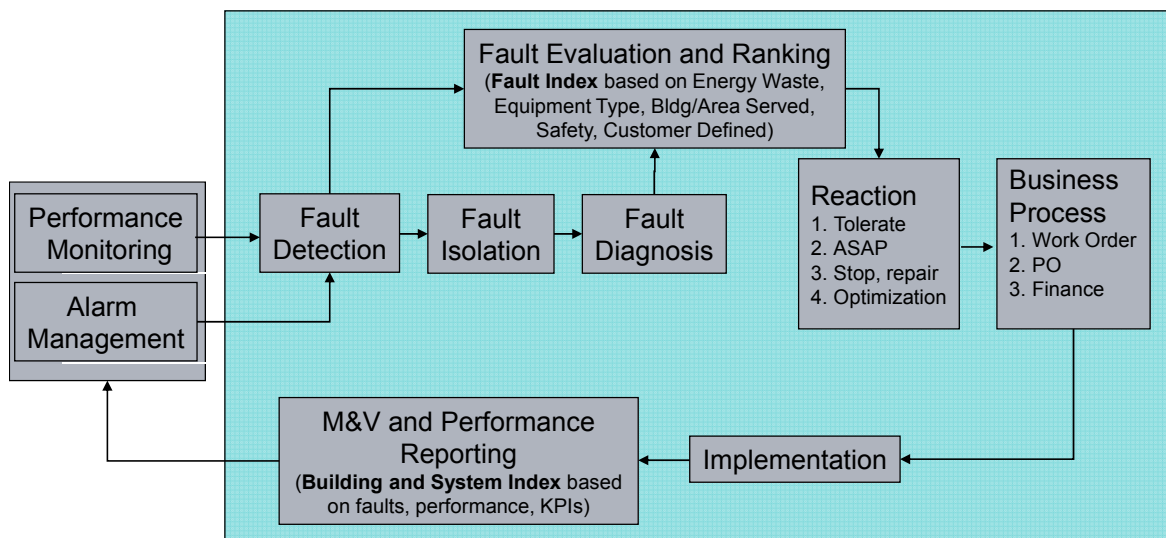 Fault Evaluation and Ranking
(Fault Index based on Energy Waste,
Equipment Type, Bldg/Area Served,
Safety, Customer Defined)
Performance
Monitoring
Alarm
Management
Fault
Detection
Fault
Isolation
Fault
Diagnosis
Reaction
1. Tolerate
2. ASAP
3. Stop, repair
4. Optimization
Business
Process
1. Work Order
2. PO
3. Finance
M&V and Performance
Reporting
(Building and System Index based
on faults, performance, KPIs)
Implementation